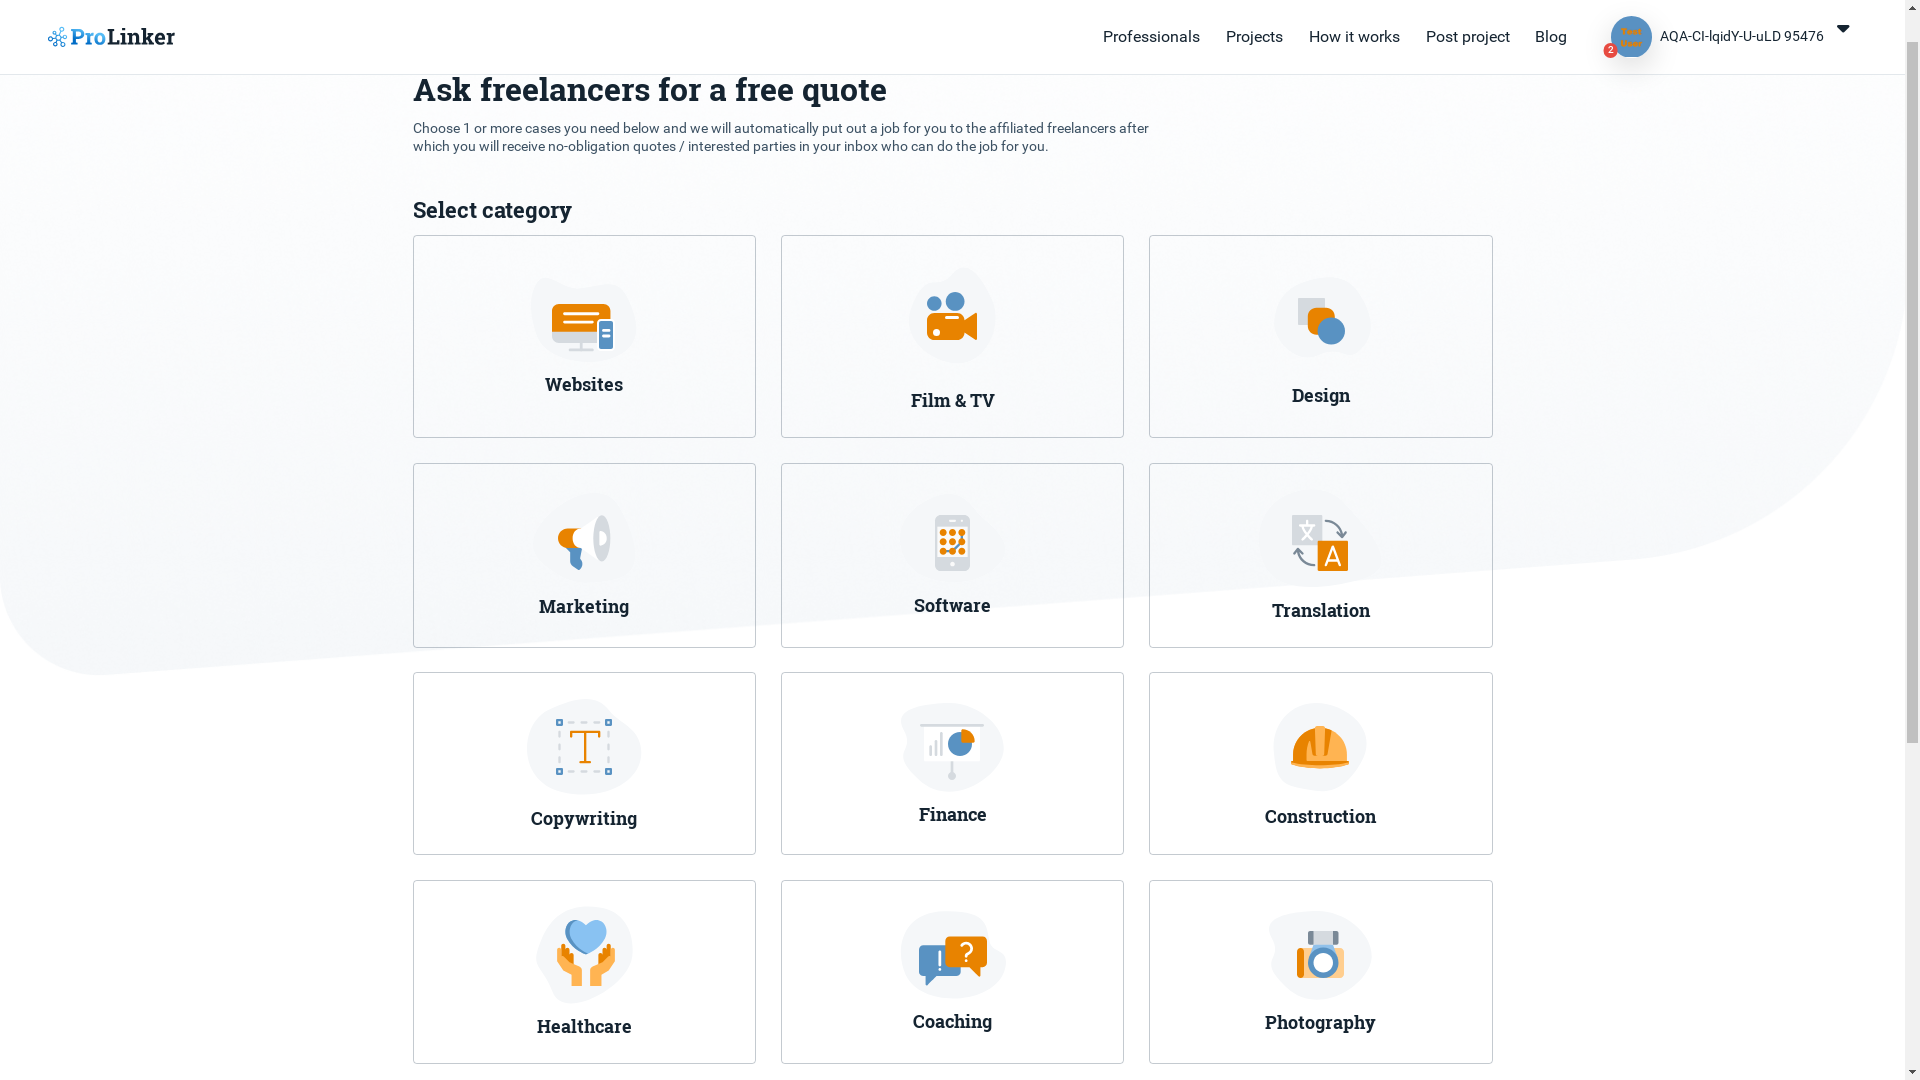 ProLinker
Professionals
Projects
How it works
Post project
Blog
2
Test User
AQA-CI-lqidY-U-uLD 95476
Ask freelancers for a free quote
Choose 1 or more cases you need below and we will automatically put out a job for you to the affiliated freelancers after
which you will receive no-obligation quotes / interested parties in your inbox who can do the job for you.
Select category
Websites
Film & TV
Design
Marketing
Software
Translation
Copywriting
Finance
Construction
Healthcare
Coaching
Photography